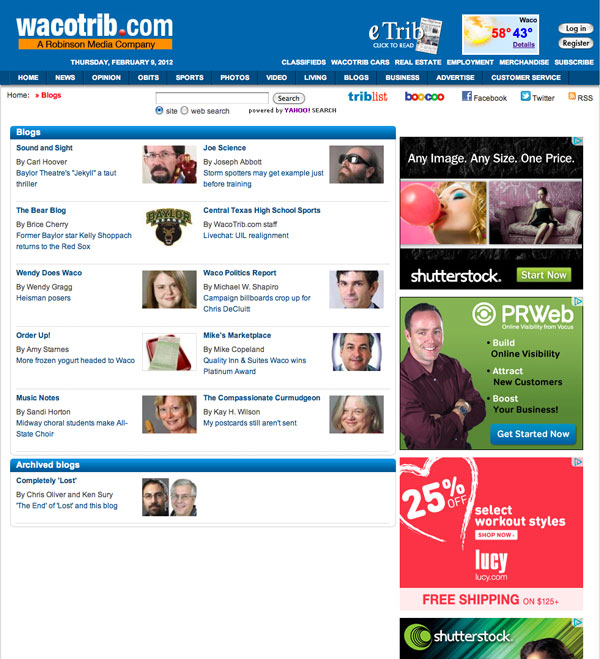 wacotrib.com
A Robinson Media Company
eTrib
CLICK TO READ
Waco
58° 43°
Details
Log in
Register
THURSDAY, FEBRUARY 9, 2012
CLASSIFIEDS WACOTRIB CARS REAL ESTATE EMPLOYMENT MERCHANDISE SUBSCRIBE
HOME NEWS OPINION OBITS SPORTS PHOTOS VIDEO LIVING BLOGS BUSINESS ADVERTISE CUSTOMER SERVICE
Home: » Blogs
Search
site web search
powered by YAHOO! SEARCH
triblist
boocoo
Facebook
Twitter
RSS
Blogs
Sound and Sight
By Carl Hoover
Baylor Theatre's "Jekyll" a taut
thriller
Joe Science
By Joseph Abbott
Storm spotters may get example just
before training
The Bear Blog
By Brice Cherry
Former Baylor star Kelly Shoppach
returns to the Red Sox
BAYLOR
Central Texas High School Sports
By WacoTrib.com staff
Livechat: UIL realignment
Wendy Does Waco
By Wendy Gragg
Heisman posers
Waco Politics Report
By Michael W. Shapiro
Campaign billboards crop up for
Chris DeCluitt
Order Up!
By Amy Starnes
More frozen yogurt headed to Waco
Mike's Marketplace
By Mike Copeland
Quality Inn & Suites Waco wins
Platinum Award
Music Notes
By Sandi Horton
Midway choral students make All-
State Choir
The Compassionate Curmudgeon
By Kay H. Wilson
My postcards still aren't sent
Archived blogs
Completely 'Lost'
By Chris Oliver and Ken Sury
'The End' of 'Lost' and this blog
Any Image. Any Size. One Price.
shutterstock
Start Now
PRWeb
Online Visibility from Vocus
• Build
Online Visibility
• Attract
New Customers
• Boost
Your Business!
Get Started Now
25% OFF
select
workout styles
SHOP NOW ›
lucy
lucy.com
FREE SHIPPING ON $125+
shutterstock